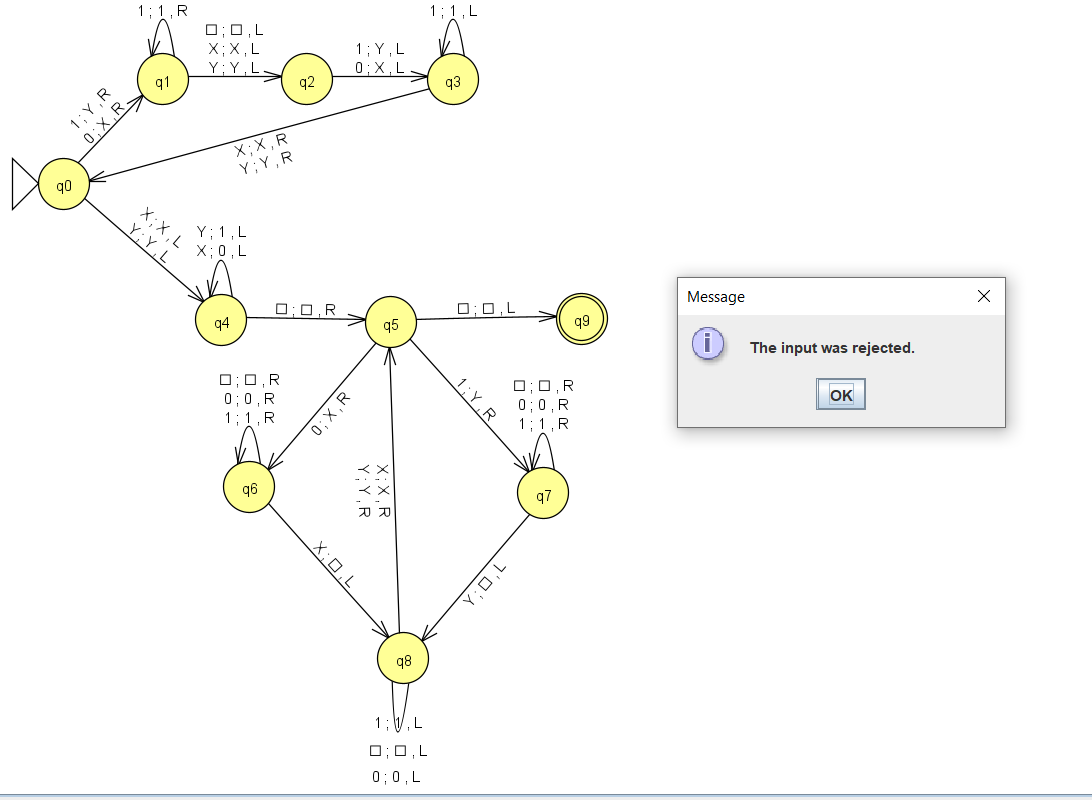 1 ; 1 , R
1 ; 1 , L
□ ; □ , L
X ; X , L
Y ; Y , L
1 ; Y , L
0 ; X , L
q1
q2
q3
1 ; Y , R
0 ; X , R
X ; X , R
Y ; Y , R
q0
X ; X , L
Y ; Y , L
Y ; 1 , L
X ; 0 , L
q4
□ ; □ , R
q5
□ ; □ , L
q9
Message
The input was rejected.
OK
□ ; □ , R
0 ; 0 , R
1 ; 1 , R
0 ; X , R
1 ; Y , R
□ ; □ , R
0 ; 0 , R
1 ; 1 , R
q6
X ; X , R
Y ; Y , R
q7
X ; □ , L
Y ; □ , L
q8
1 ; 1 , L
□ ; □ , L
0 ; 0 , L